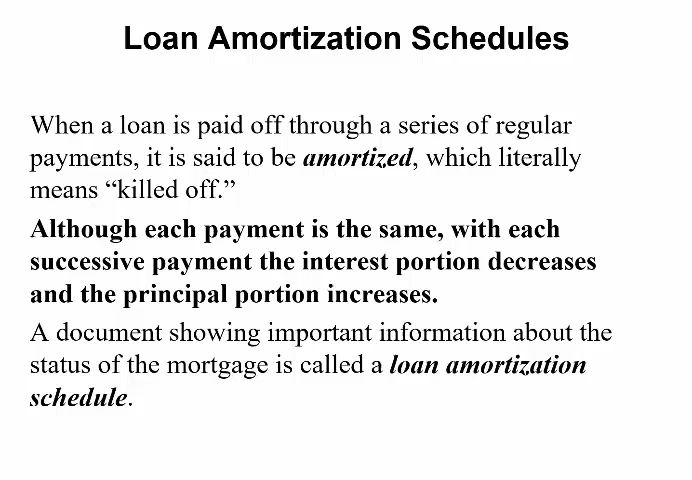 Loan Amortization Schedules
When a loan is paid off through a series of regular
payments, it is said to be amortized, which literally
means “killed off.”
Although each payment is the same, with each
successive payment the interest portion decreases
and the principal portion increases.
A document showing important information about the
status of the mortgage is called a loan amortization
schedule.